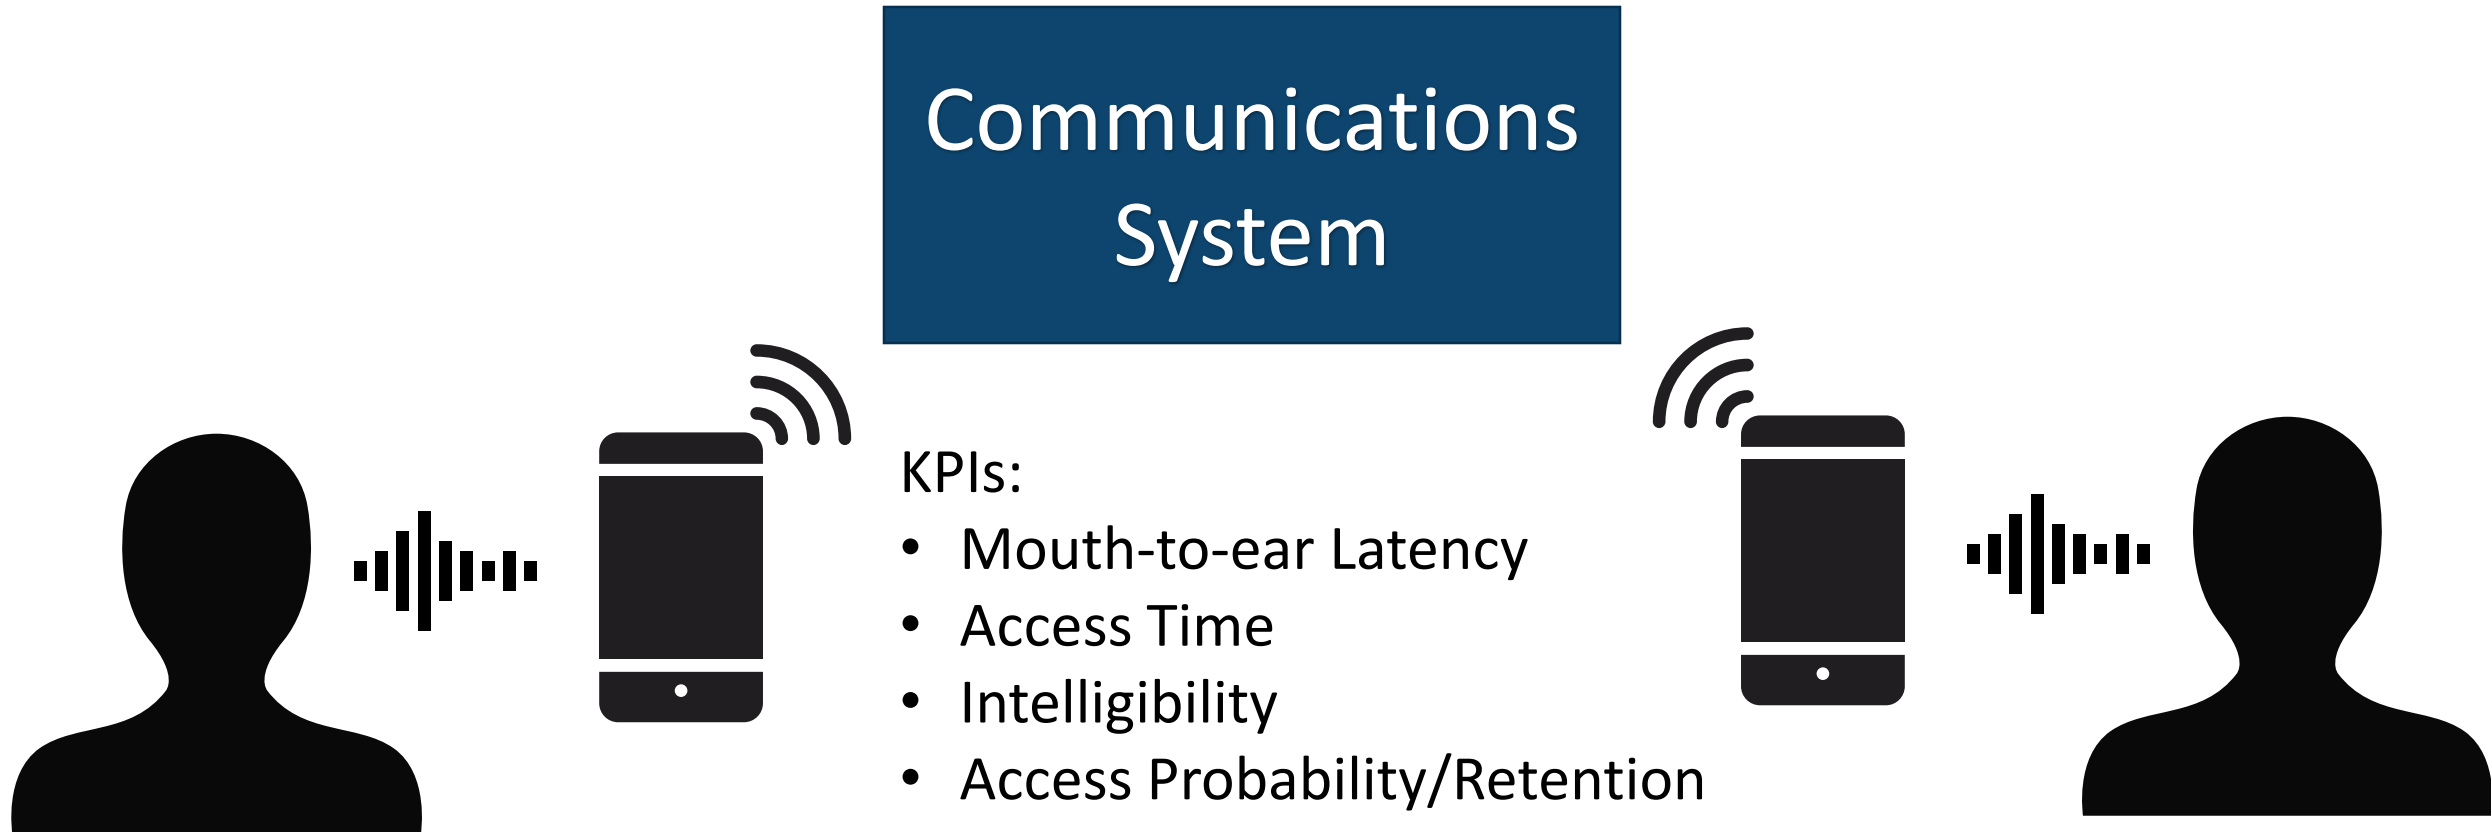 Communications
System
KPIs:
• Mouth-to-ear Latency
• Access Time
• Intelligibility
• Access Probability/Retention